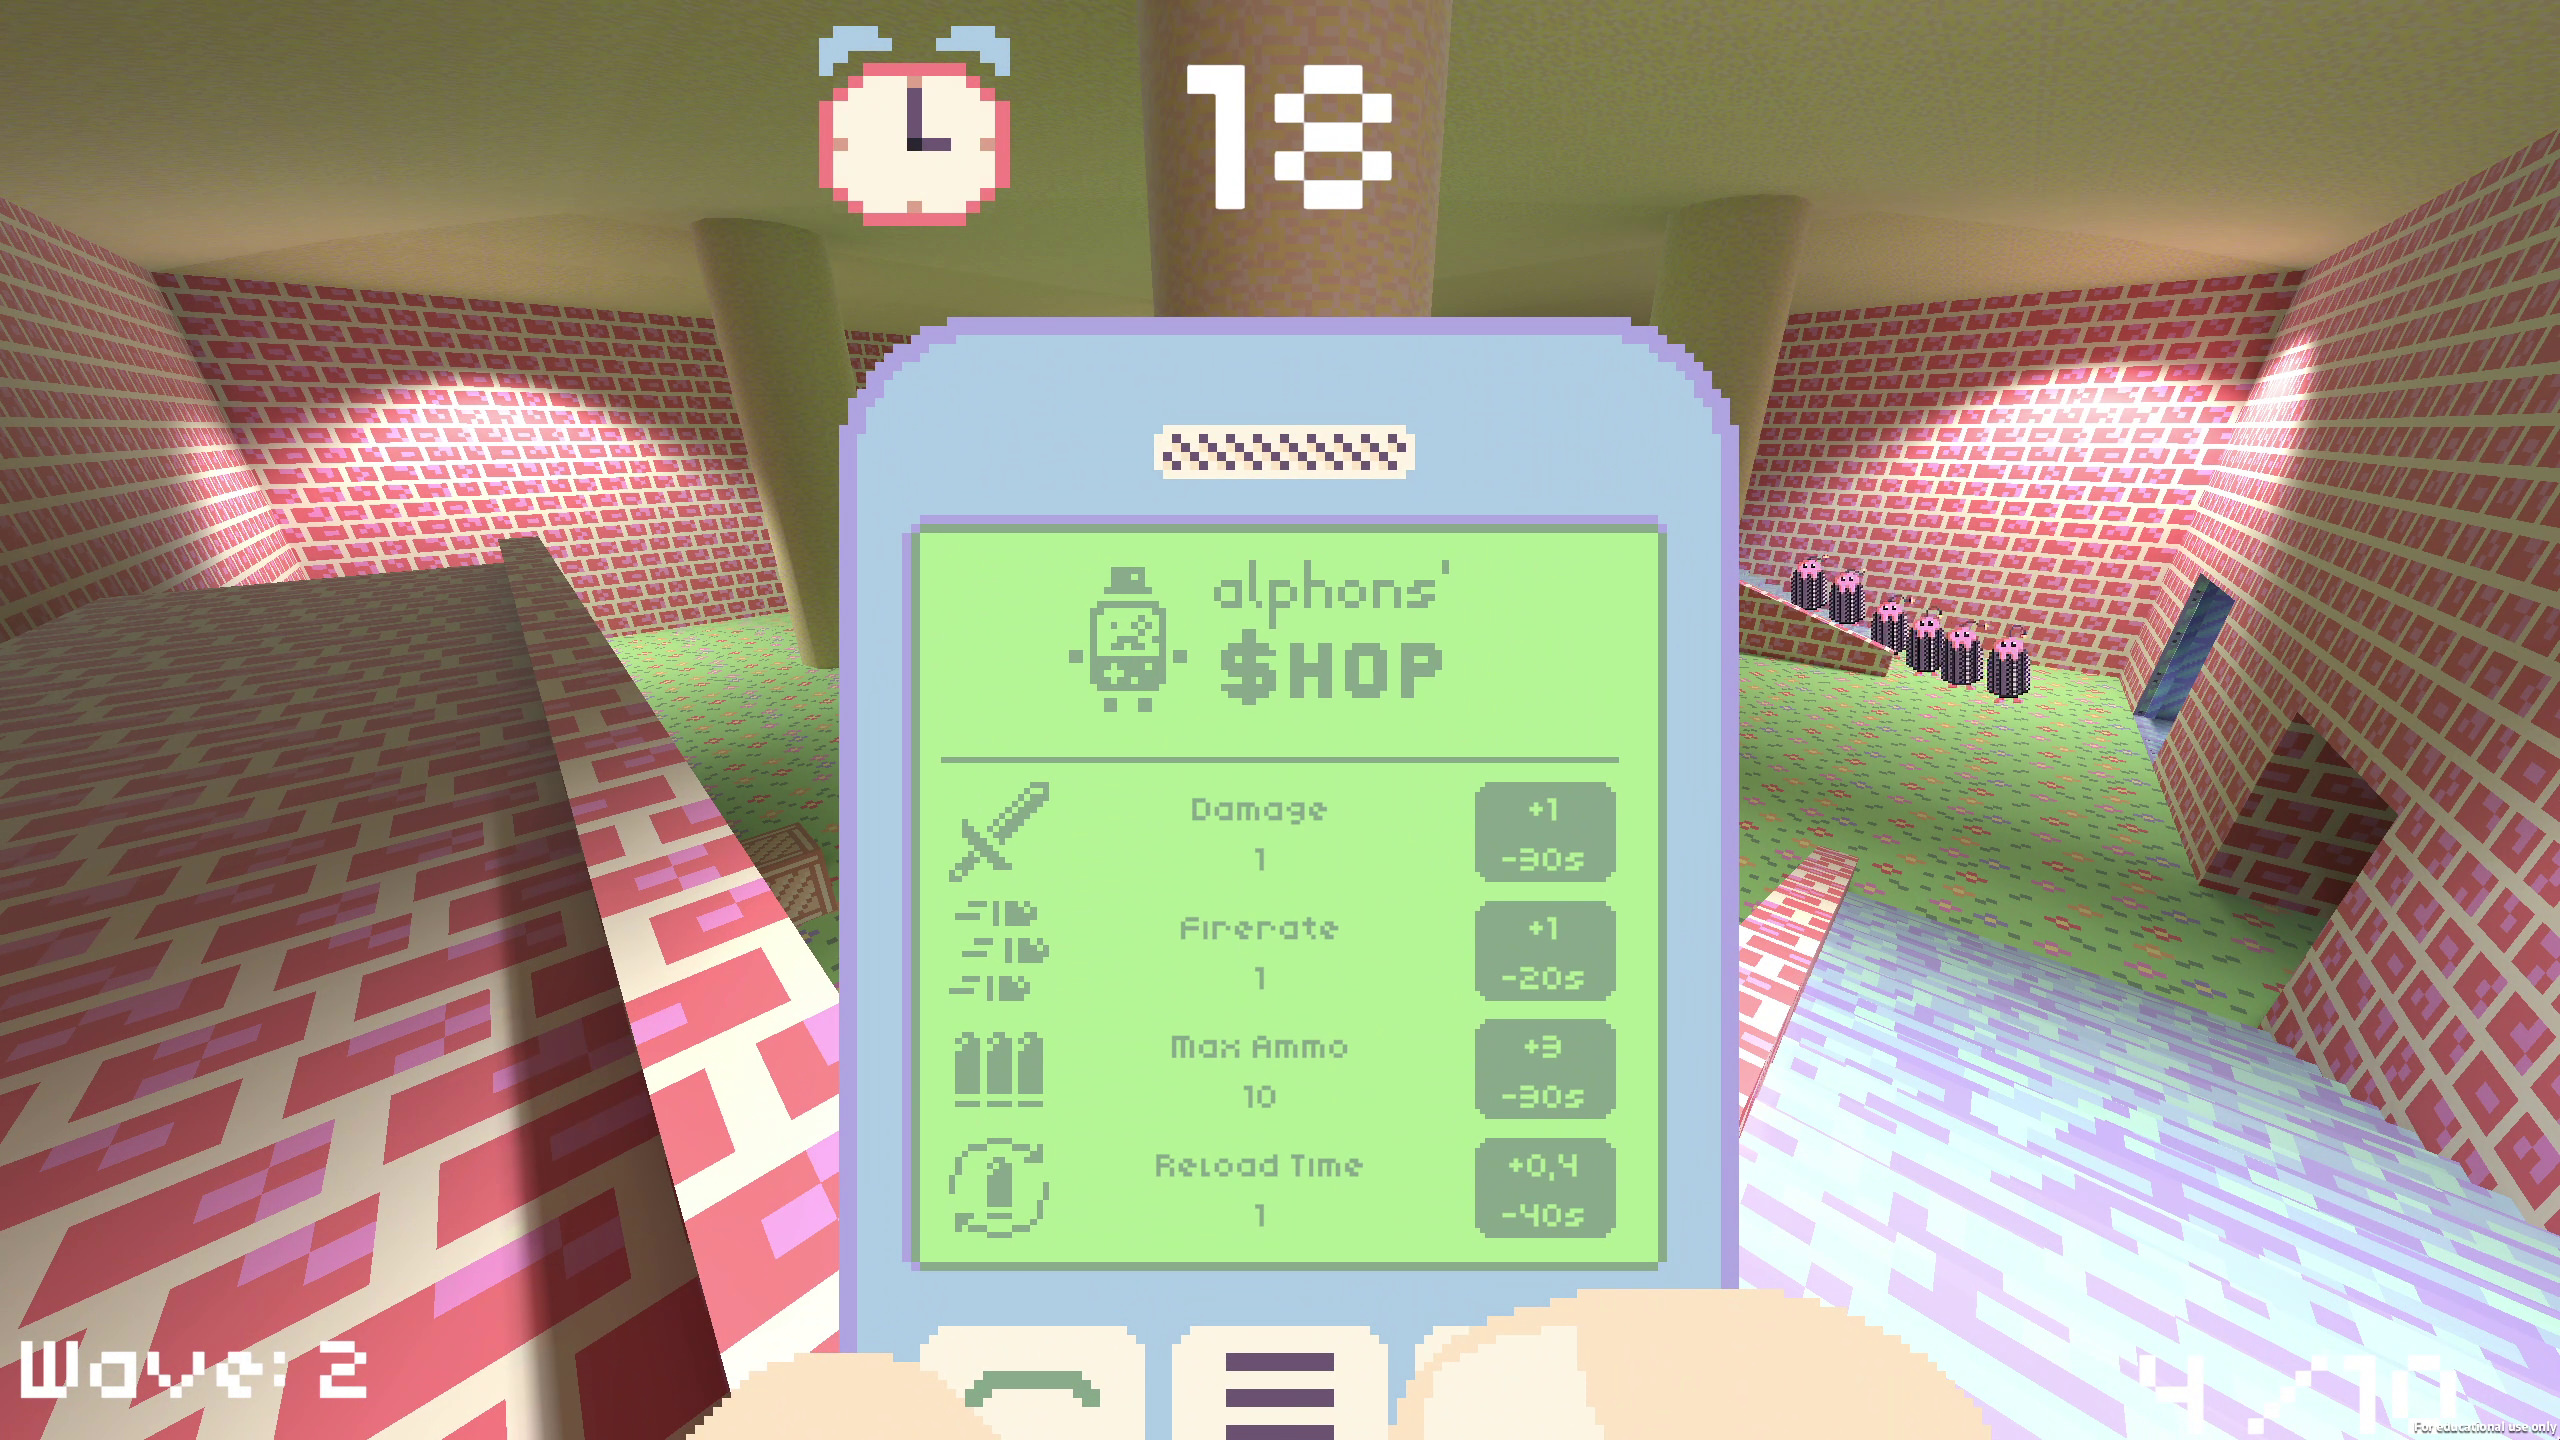 18
alphons'
$HOP
Damage
1
+1
-30s
Firerate
1
+1
-20s
Max Ammo
10
+3
-30s
Reload Time
1
+0,4
-40s
Wave: 2
4 /10
For educational use only